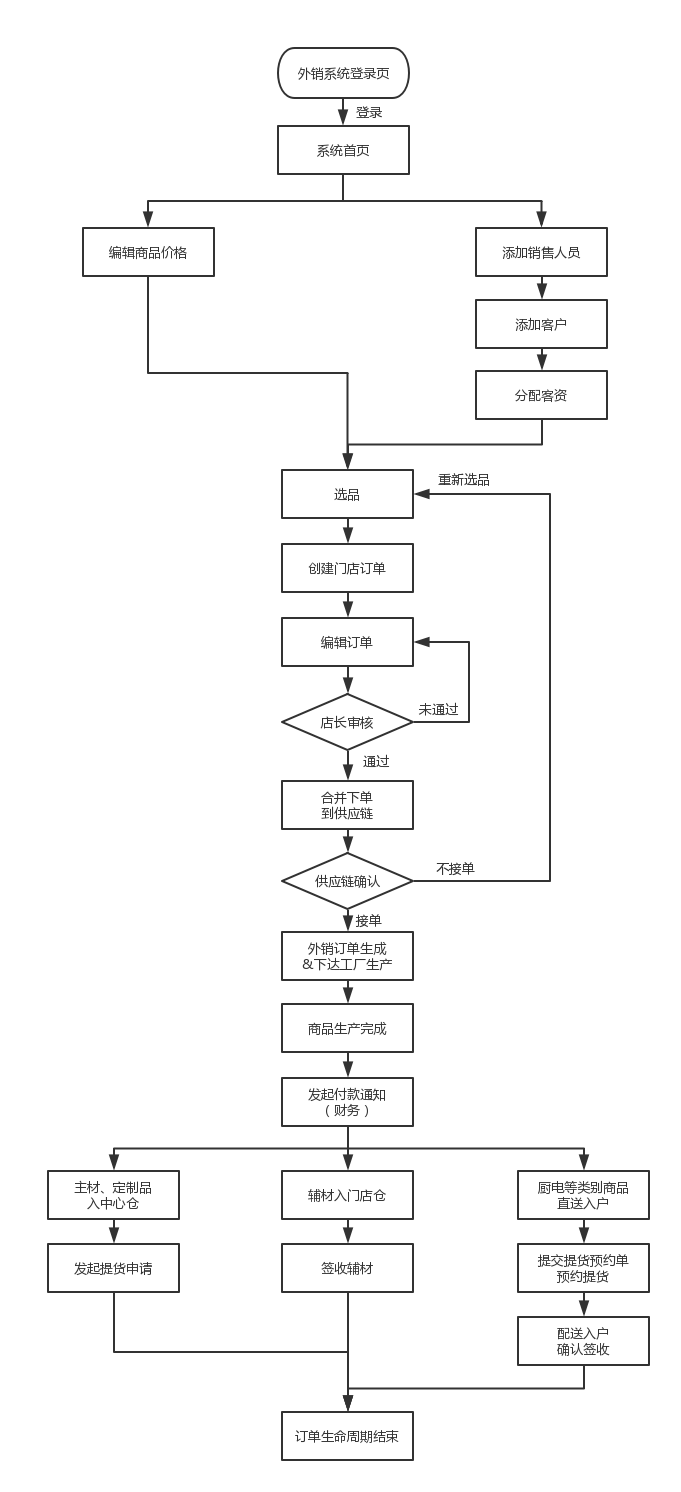 外销系统登录页
登录
系统首页
编辑商品价格
添加销售人员
添加客户
分配客资
选品
重新选品
创建门店订单
编辑订单
店长审核
未通过
通过
合并下单
到供应链
供应链确认
不接单
接单
外销订单生成
&下达工厂生产
商品生产完成
发起付款通知
（财务）
主材、定制品
入中心仓
辅材入门店仓
厨电等类别商品
直送入户
发起提货申请
签收辅材
提交提货预约单
预约提货
配送入户
确认签收
订单生命周期结束